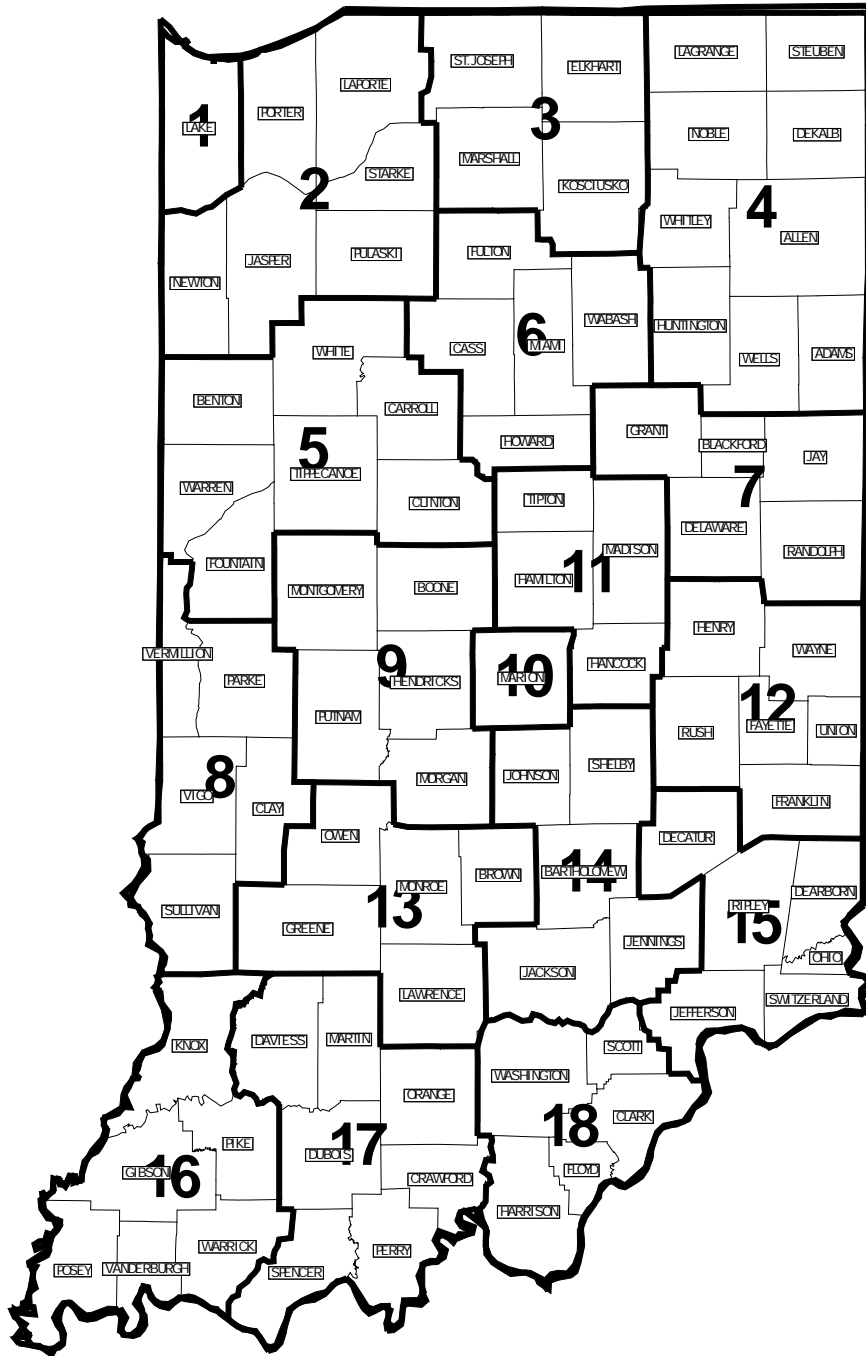 ST. JOSEPH
ELKHART
LAGRANGE
STEUBEN
LAPORTE
PORTER
1
LAKE
3
NOBLE
DEKALB
MARSHALL
KOSCIUSKO
2
STARKE
4
WHITLEY
ALLEN
FULTON
PULASKI
JASPER
NEWTON
WABASH
HUNTINGTON
6
MIAMI
CASS
WHITE
WELLS
ADAMS
BENTON
CARROLL
GRANT
HOWARD
BLACKFORD
JAY
5
TIPPECANOE
7
WARREN
CLINTON
TIPTON
DELAWARE
RANDOLPH
MADISON
FOUNTAIN
11
HAMILTON
MONTGOMERY
BOONE
HENRY
WAYNE
VERMILLION
PARKE
9
HENDRICKS
10
MARION
HANCOCK
12
FAYETTE
UNION
PUTNAM
RUSH
JOHNSON
SHELBY
MORGAN
8
VIGO
CLAY
FRANKLIN
OWEN
DECATUR
14
BARTHOLOMEW
BROWN
MONROE
13
DEARBORN
RIPLEY
15
SULLIVAN
GREENE
JENNINGS
OHIO
JACKSON
LAWRENCE
SWITZERLAND
JEFFERSON
KNOX
DAVIESS
MARTIN
SCOTT
WASHINGTON
ORANGE
CLARK
18
PIKE
17
DUBOIS
GIBSON
16
CRAWFORD
FLOYD
HARRISON
WARRICK
PERRY
POSEY
VANDERBURGH
SPENCER